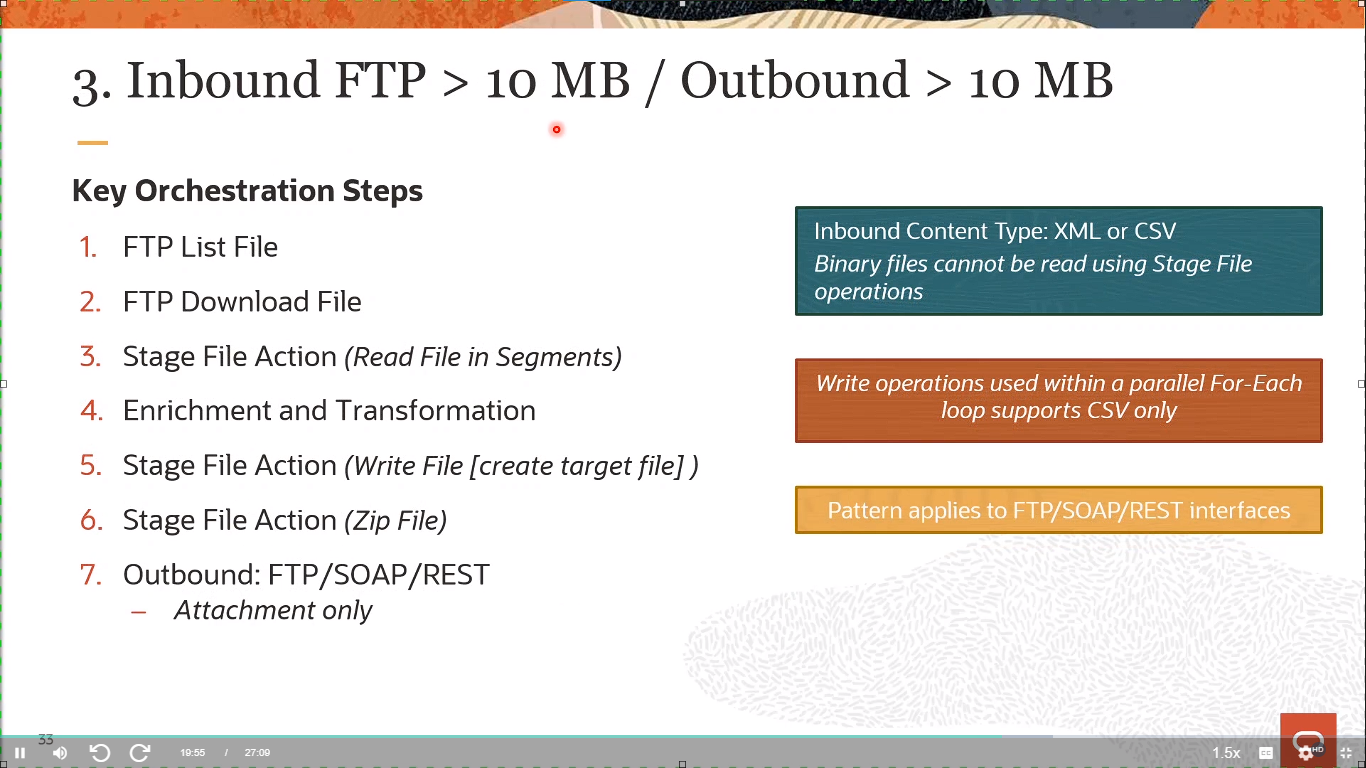 3. Inbound FTP > 10 MB / Outbound > 10 MB
Key Orchestration Steps
1. FTP List File
2. FTP Download File
3. Stage File Action (Read File in Segments)
4. Enrichment and Transformation
5. Stage File Action (Write File [create target file] )
6. Stage File Action (Zip File)
7. Outbound: FTP/SOAP/REST
– Attachment only
Inbound Content Type: XML or CSV
Binary files cannot be read using Stage File
operations
Write operations used within a parallel For-Each
loop supports CSV only
Pattern applies to FTP/SOAP/REST interfaces
33
19:55 / 27:09
1.5x CC HD